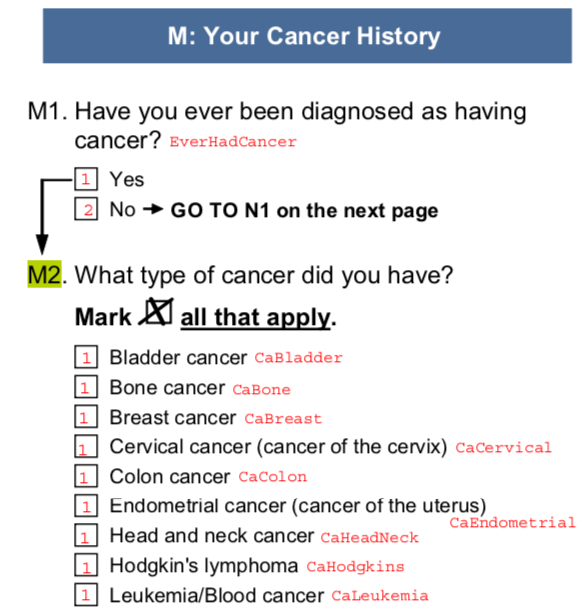 M: Your Cancer History
M1. Have you ever been diagnosed as having
cancer? EverHadCancer
1 Yes
2 No → GO TO N1 on the next page
M2. What type of cancer did you have?
Mark X all that apply.
1 Bladder cancer CaBladder
1 Bone cancer CaBone
1 Breast cancer CaBreast
1 Cervical cancer (cancer of the cervix) CaCervical
1 Colon cancer CaColon
1 Endometrial cancer (cancer of the uterus)
CaEndometrial
1 Head and neck cancer CaHeadNeck
1 Hodgkin's lymphoma CaHodgkins
1 Leukemia/Blood cancer CaLeukemia